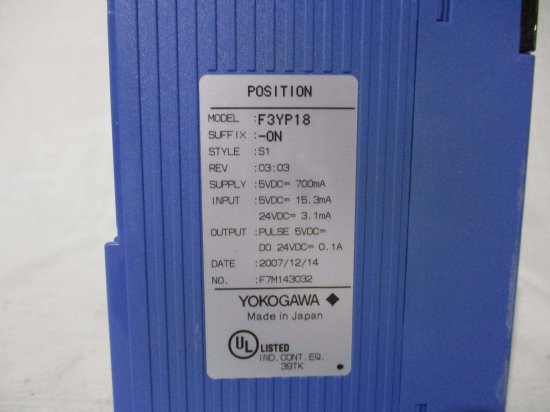 POSITION
MODEL :F3YP18
SUFFIX :-0N
STYLE :S1
REV :03:03
SUPPLY :5VDC⎓ 700mA
INPUT :5VDC⎓ 15.3mA
24VDC⎓ 3.1mA
OUTPUT :PULSE 5VDC⎓
DO 24VDC⎓ 0.1A
DATE :2007/12/14
NO. :F7M143032
YOKOGAWA
Made in Japan
UL LISTED
IND.CONT.EQ.
39TK